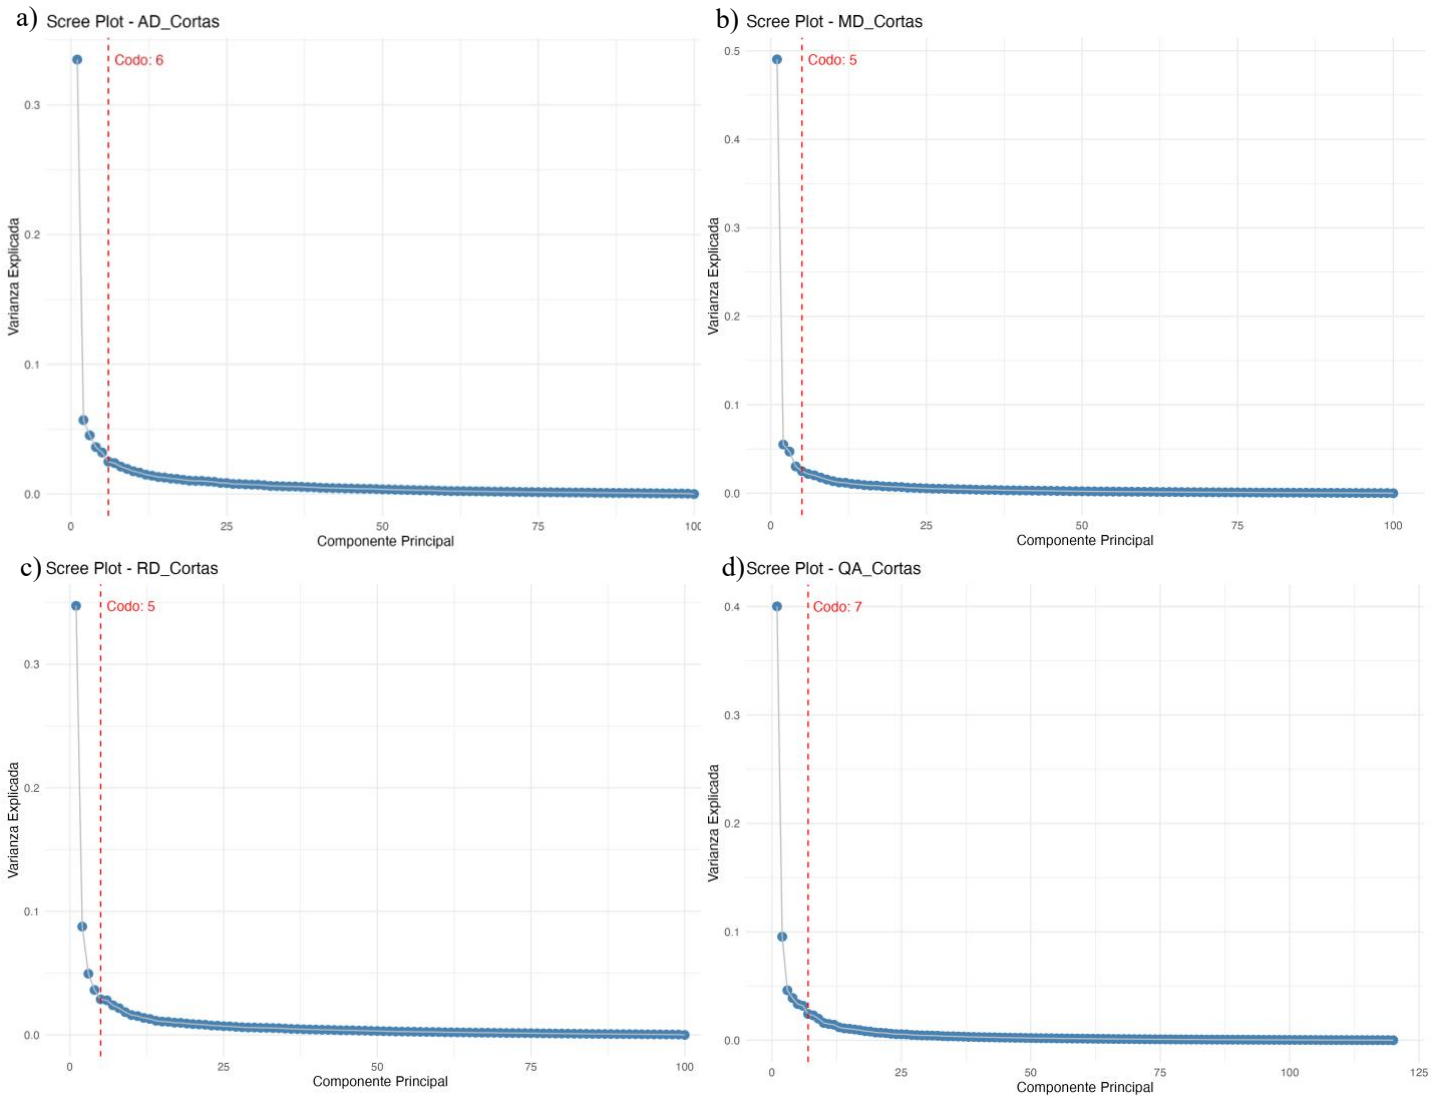 a) Scree Plot - AD_Cortas
Codo: 6
0.3
0.2
0.1
0.0
Varianza Explicada
0 25 50 75 100
Componente Principal
b) Scree Plot - MD_Cortas
Codo: 5
0.5
0.4
0.3
0.2
0.1
0.0
Varianza Explicada
0 25 50 75 100
Componente Principal
c) Scree Plot - RD_Cortas
Codo: 5
0.3
0.2
0.1
0.0
Varianza Explicada
0 25 50 75 100
Componente Principal
d) Scree Plot - QA_Cortas
Codo: 7
0.4
0.3
0.2
0.1
0.0
Varianza Explicada
0 25 50 75 100 125
Componente Principal